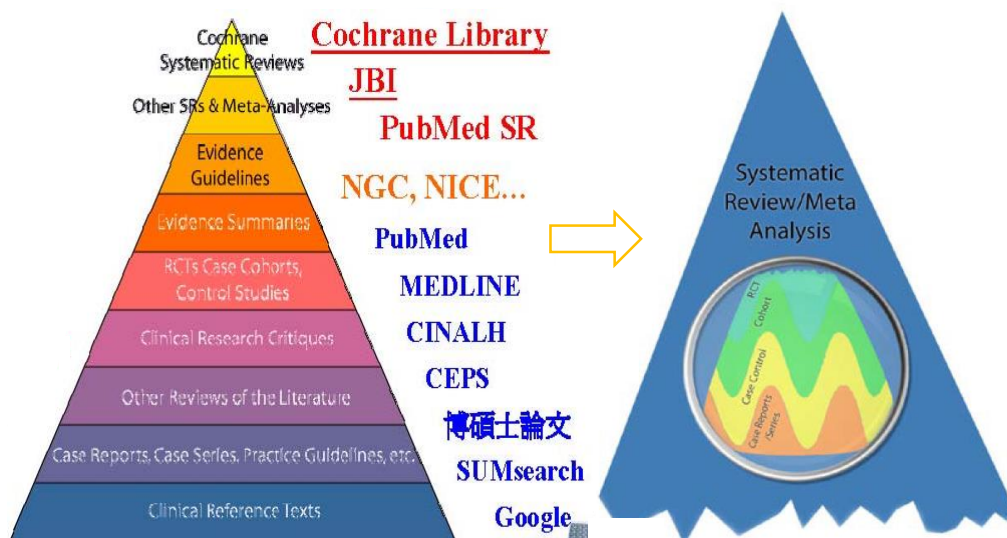 Cochrane
Systematic Reviews
Other SRs & Meta-Analyses
Evidence
Guidelines
Evidence Summaries
RCTs Case Cohorts,
Control Studies
Clinical Research Critiques
Other Reviews of the Literature
Case Reports, Case Series, Practice Guidelines, etc.
Clinical Reference Texts
Cochrane Library
JBI
PubMed SR
NGC, NICE...
PubMed
MEDLINE
CINALH
CEPS
博碩士論文
SUMsearch
Google
Systematic
Review/Meta
Analysis
RCT
Cohort
Case Control
Case Reports
/Series